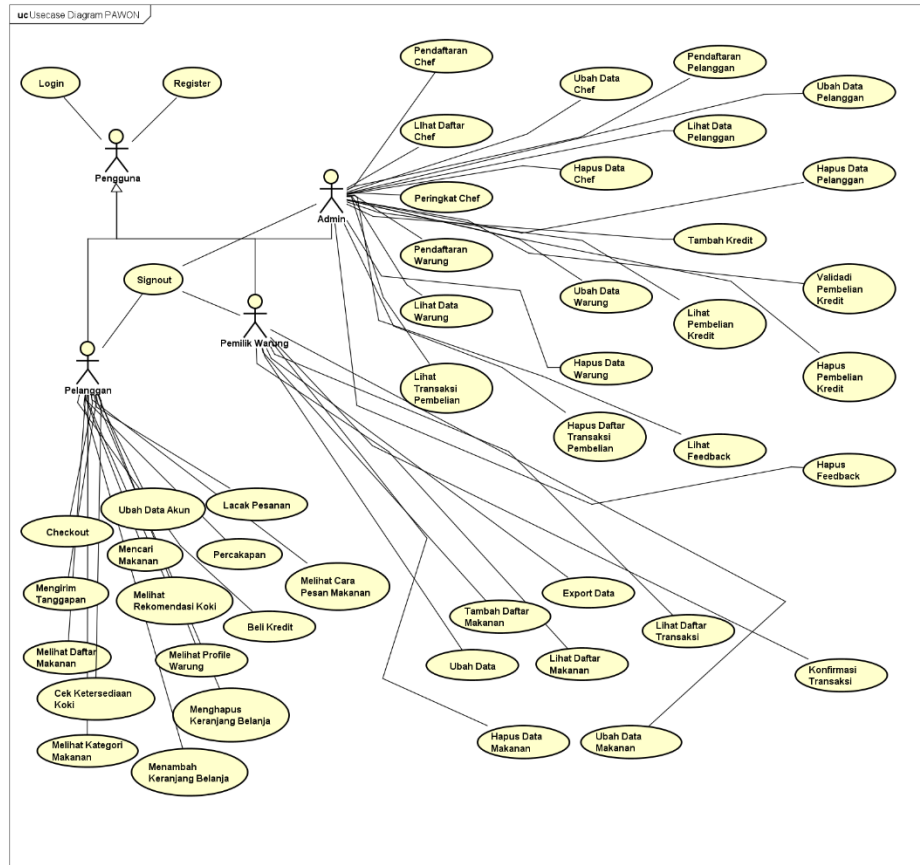 uc Usecase Diagram PAWON
Login
Register
Pengguna
Pendaftaran
Chef
Ubah Data
Chef
Pendaftaran
Pelanggan
Ubah Data
Pelanggan
LIhat Daftar
Chef
Lihat Data
Pelanggan
Hapus Data
Chef
Hapus Data
Pelanggan
Peringkat Chef
Admin
Tambah Kredit
Pendaftaran
Warung
Signout
Ubah Data
Warung
Validadi
Pembelian
Kredit
Lihat Data
Warung
Lihat
Pembelian
Kredit
Pemilik Warung
Hapus Data
Warung
Hapus
Pembelian
Kredit
Pelanggan
Lihat
Transaksi
Pembelian
Hapus Daftar
Transaksi
Pembelian
Lihat
Feedback
Hapus
Feedback
Ubah Data Akun
Lacak Pesanan
Checkout
Mencari
Makanan
Percakapan
Mengirim
Tanggapan
Melihat
Rekomendasi Koki
Melihat Cara
Pesan Makanan
Export Data
Tambah Daftar
Makanan
Beli Kredit
Lihat Daftar
Transaksi
Melihat Daftar
Makanan
Melihat Profile
Warung
Ubah Data
Lihat Daftar
Makanan
Konfirmasi
Transaksi
Cek Ketersediaan
Koki
Menghapus
Keranjang Belanja
Hapus Data
Makanan
Ubah Data
Makanan
Melihat Kategori
Makanan
Menambah
Keranjang Belanja